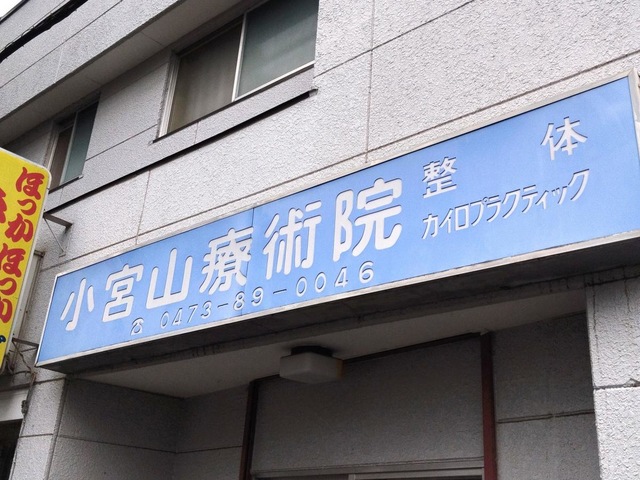 小宮山療術院
☎ 0473-89-0046
整体
カイロプラクティック
ほっかほっか